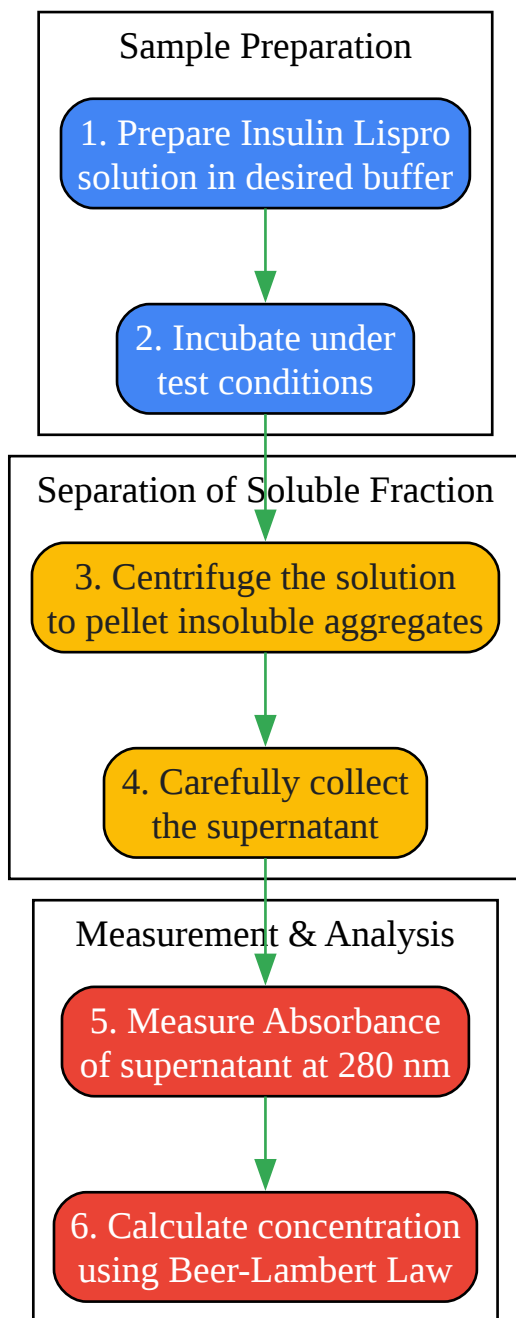 Sample Preparation
1. Prepare Insulin Lispro
solution in desired buffer
2. Incubate under
test conditions
Separation of Soluble Fraction
3. Centrifuge the solution
to pellet insoluble aggregates
4. Carefully collect
the supernatant
Measurement & Analysis
5. Measure Absorbance
of supernatant at 280 nm
6. Calculate concentration
using Beer-Lambert Law